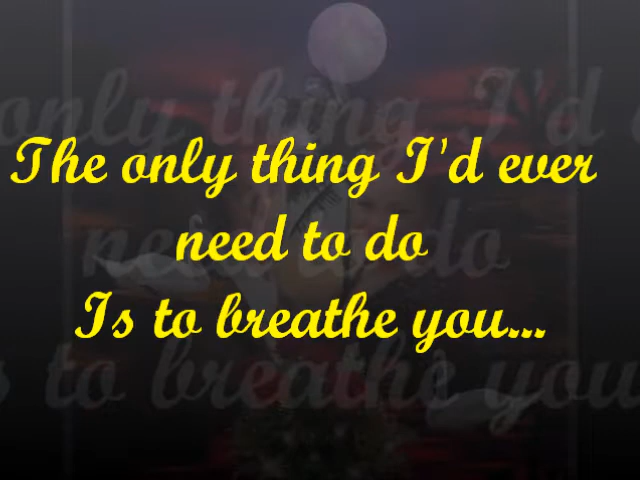 The only thing I'd ever
need to do
Is to breathe you...